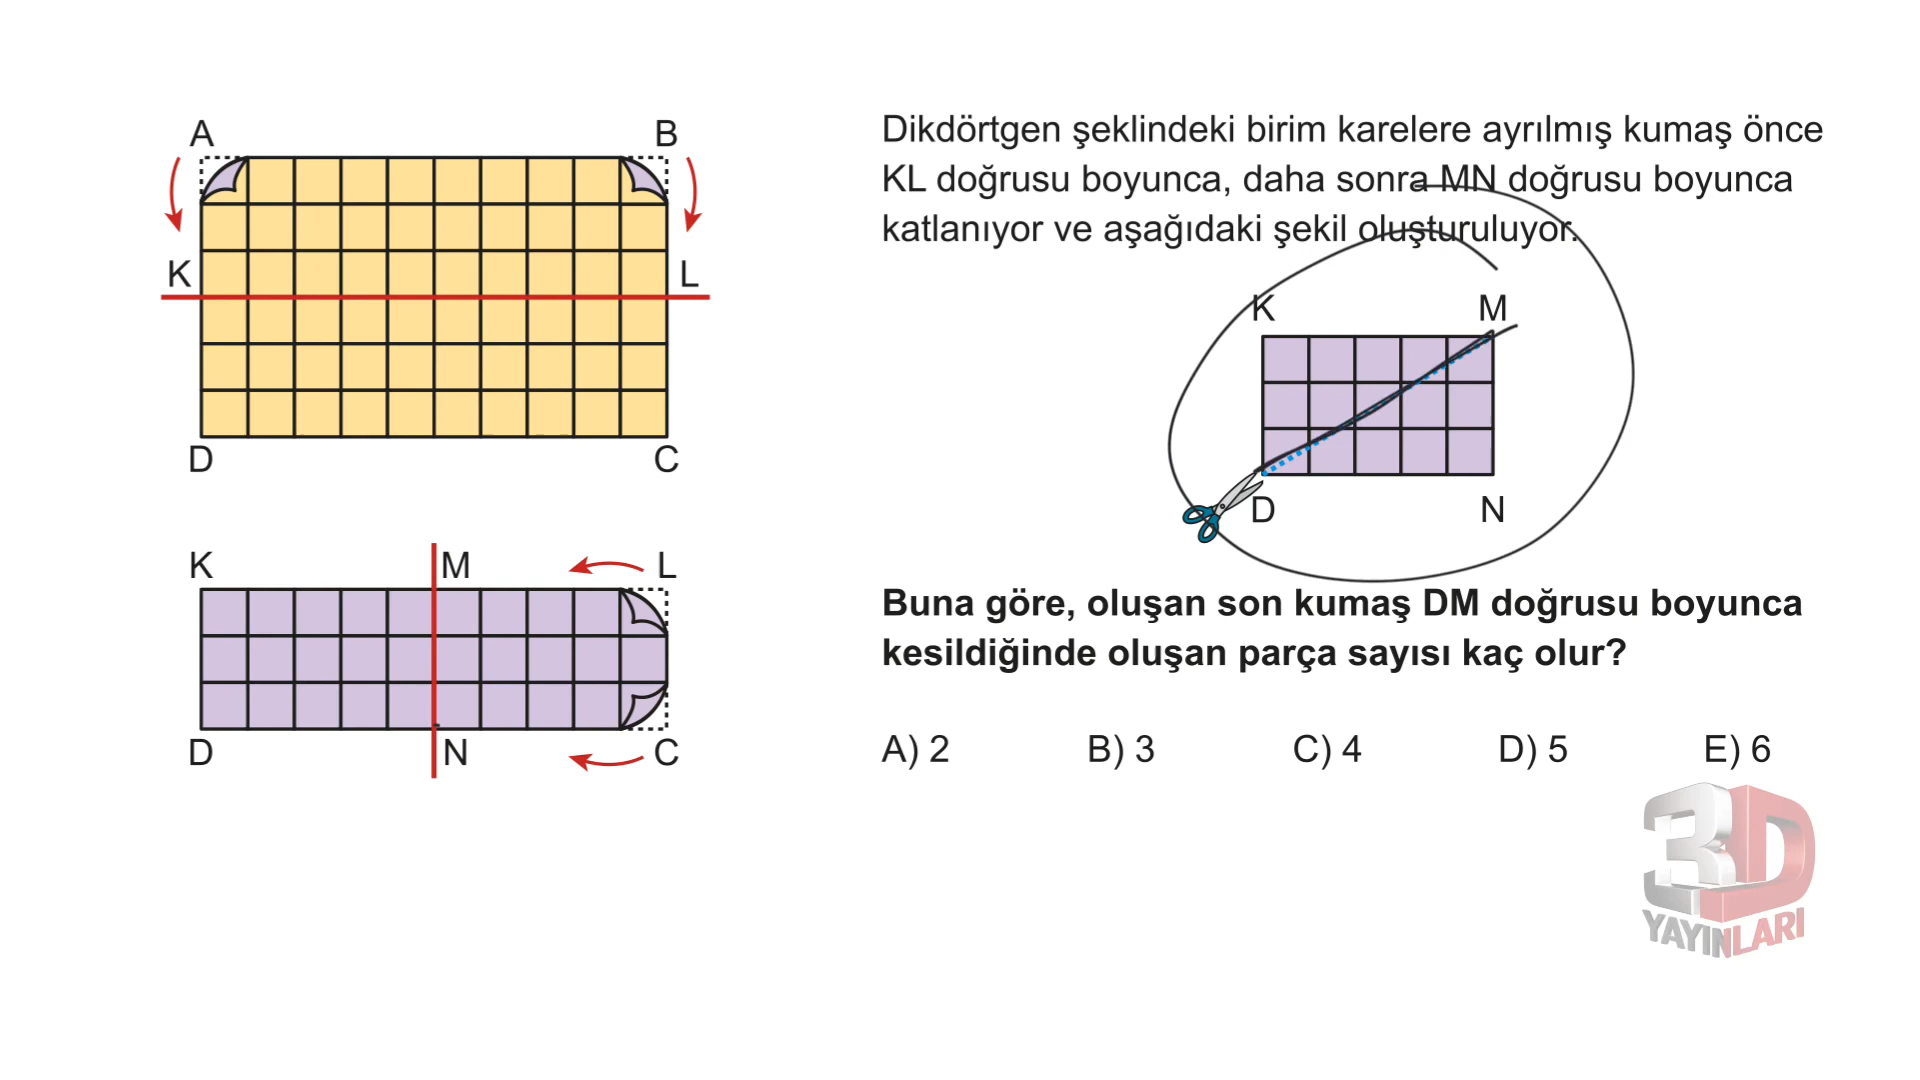 A
B
K
L
D
C
K
M
L
D
N
C
Dikdörtgen şeklindeki birim karelere ayrılmış kumaş önce
KL doğrusu boyunca, daha sonra MN doğrusu boyunca
katlanıyor ve aşağıdaki şekil oluşturuluyor.
K
M
D
N
Buna göre, oluşan son kumaş DM doğrusu boyunca
kesildiğinde oluşan parça sayısı kaç olur?
A) 2
B) 3
C) 4
D) 5
E) 6
3D
YAYINLARI